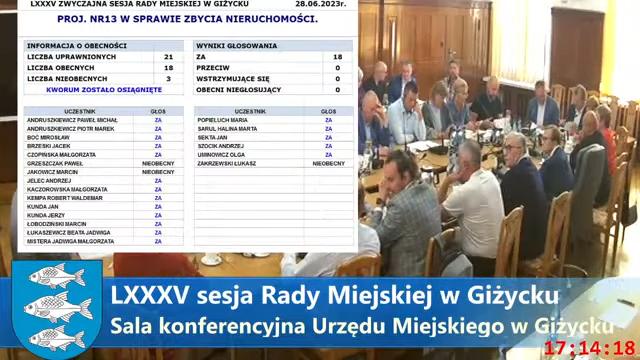 LXXXV ZWYCZAJNA SESJA RADY MIEJSKIEJ W GIŻYCKU 28.06.2023r.
PROJ. NR13 W SPRAWIE ZBYCIA NIERUCHOMOŚCI.
INFORMACJA O OBECNOŚCI
LICZBA UPRAWNIONYCH 21
LICZBA OBECNYCH 18
LICZBA NIEOBECNYCH 3
KWORUM ZOSTAŁO OSIĄGNIĘTE
WYNIKI GŁOSOWANIA
ZA 18
PRZECIW 0
WSTRZYMUJĘ SIĘ 0
OBECNI NIEGŁOSUJĄCY 0
UCZESTNIK GŁOS
ANDRUSZKIEWICZ PAWEŁ MICHAŁ ZA
ANDRUSZKIEWICZ PIOTR MAREK ZA
BOĆ MIROSŁAW ZA
BRZESKI JACEK ZA
CZOPIŃSKA MAŁGORZATA ZA
GRZESZCZAK PAWEŁ NIEOBECNY
JAKOWICZ MARCIN NIEOBECNY
JELEC ANDRZEJ ZA
KACZOROWSKA MAŁGORZATA ZA
KEMPA ROBERT WALDEMAR ZA
KUNDA JAN ZA
KUNDA JERZY ZA
ŁOBODZIŃSKI MARCIN ZA
ŁUKASZEWICZ BEATA JADWIGA ZA
MISTERA JADWIGA MAŁGORZATA ZA
UCZESTNIK GŁOS
POPIELUCH MARIA ZA
SARUL HALINA MARTA ZA
SEKTA JAN ZA
SZOCIK ANDRZEJ ZA
UMINOWICZ OLGA ZA
ZAKRZEWSKI ŁUKASZ NIEOBECNY
LXXXV sesja Rady Miejskiej w Giżycku
Sala konferencyjna Urzędu Miejskiego w Giżycku
17:14:18